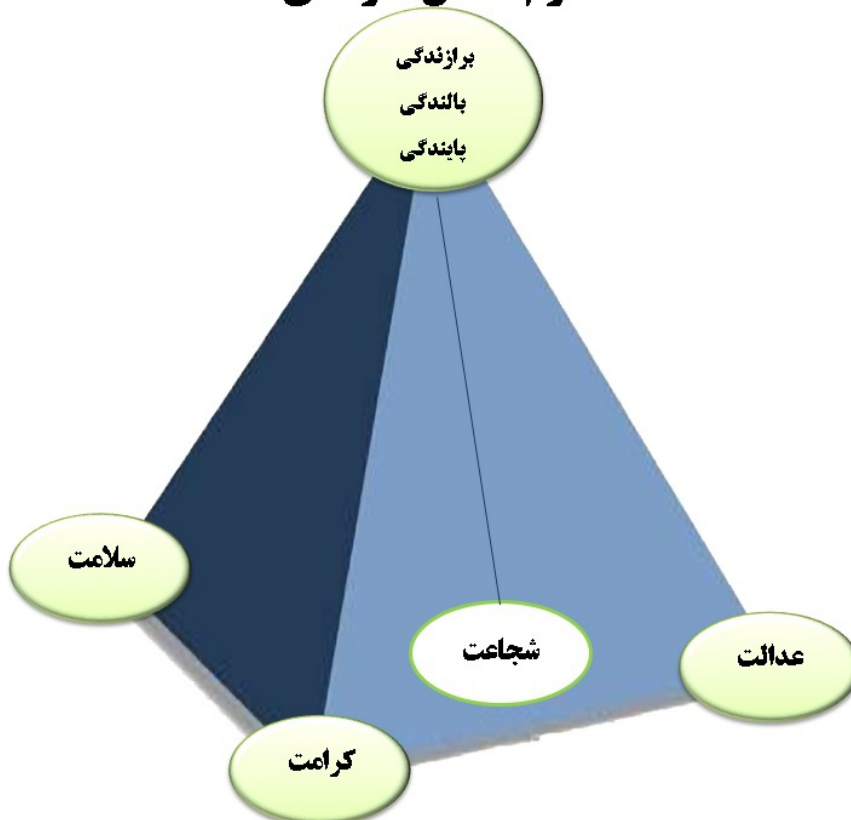 برازندگی
بالندگی
پایندگی
سلامت
شجاعت
عدالت
کرامت